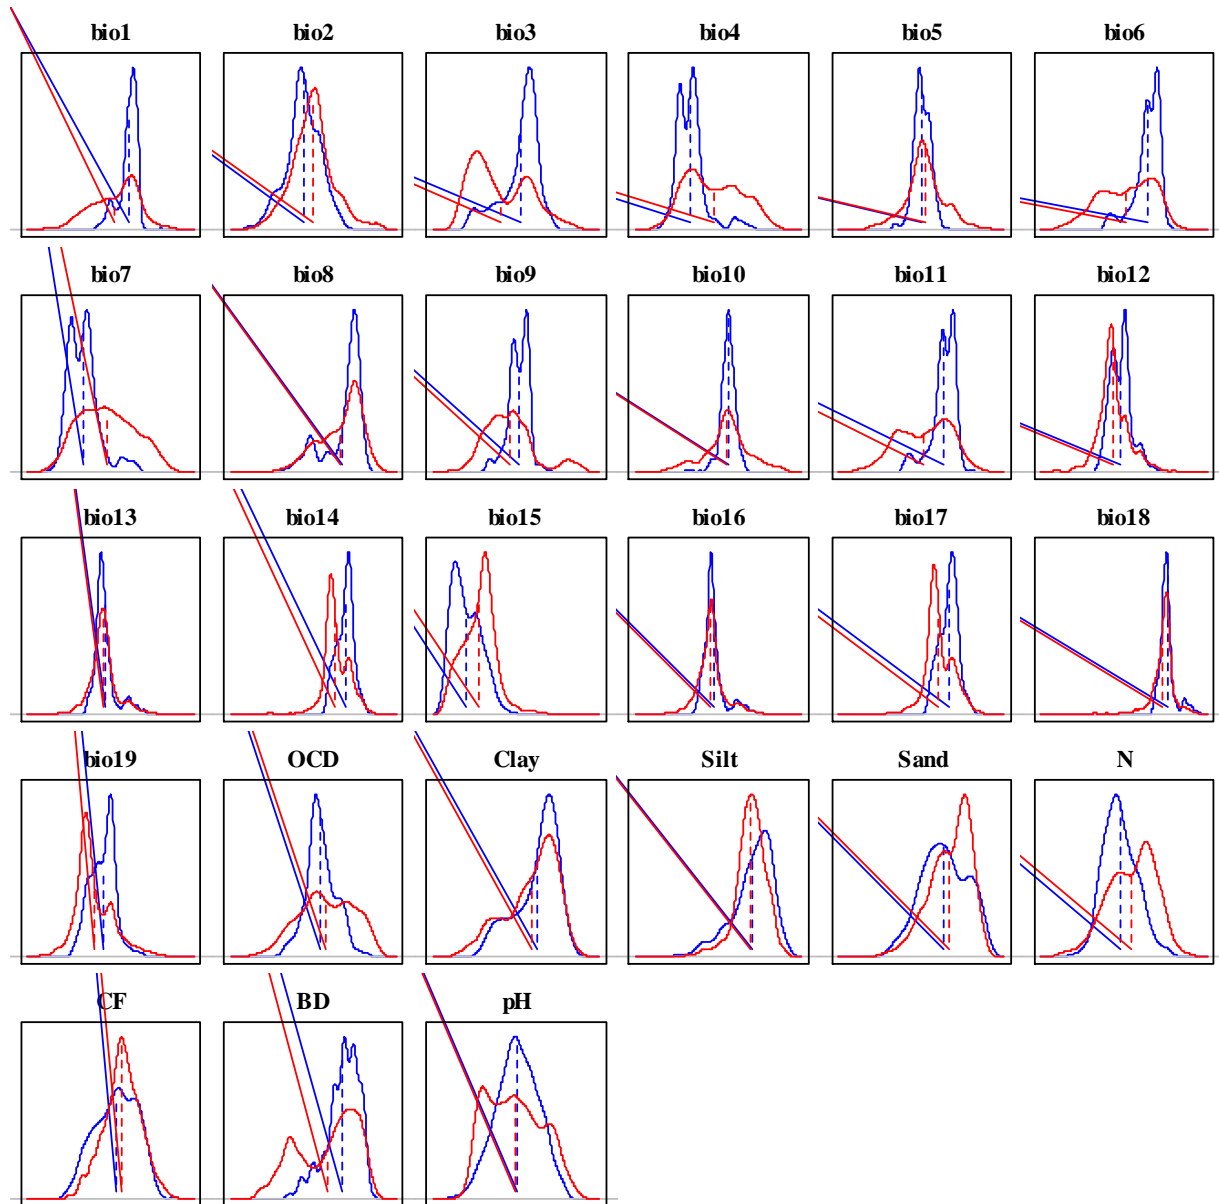 bio1 bio2 bio3 bio4 bio5 bio6
bio7 bio8 bio9 bio10 bio11 bio12
bio13 bio14 bio15 bio16 bio17 bio18
bio19 OCD Clay Silt Sand N
CF BD pH